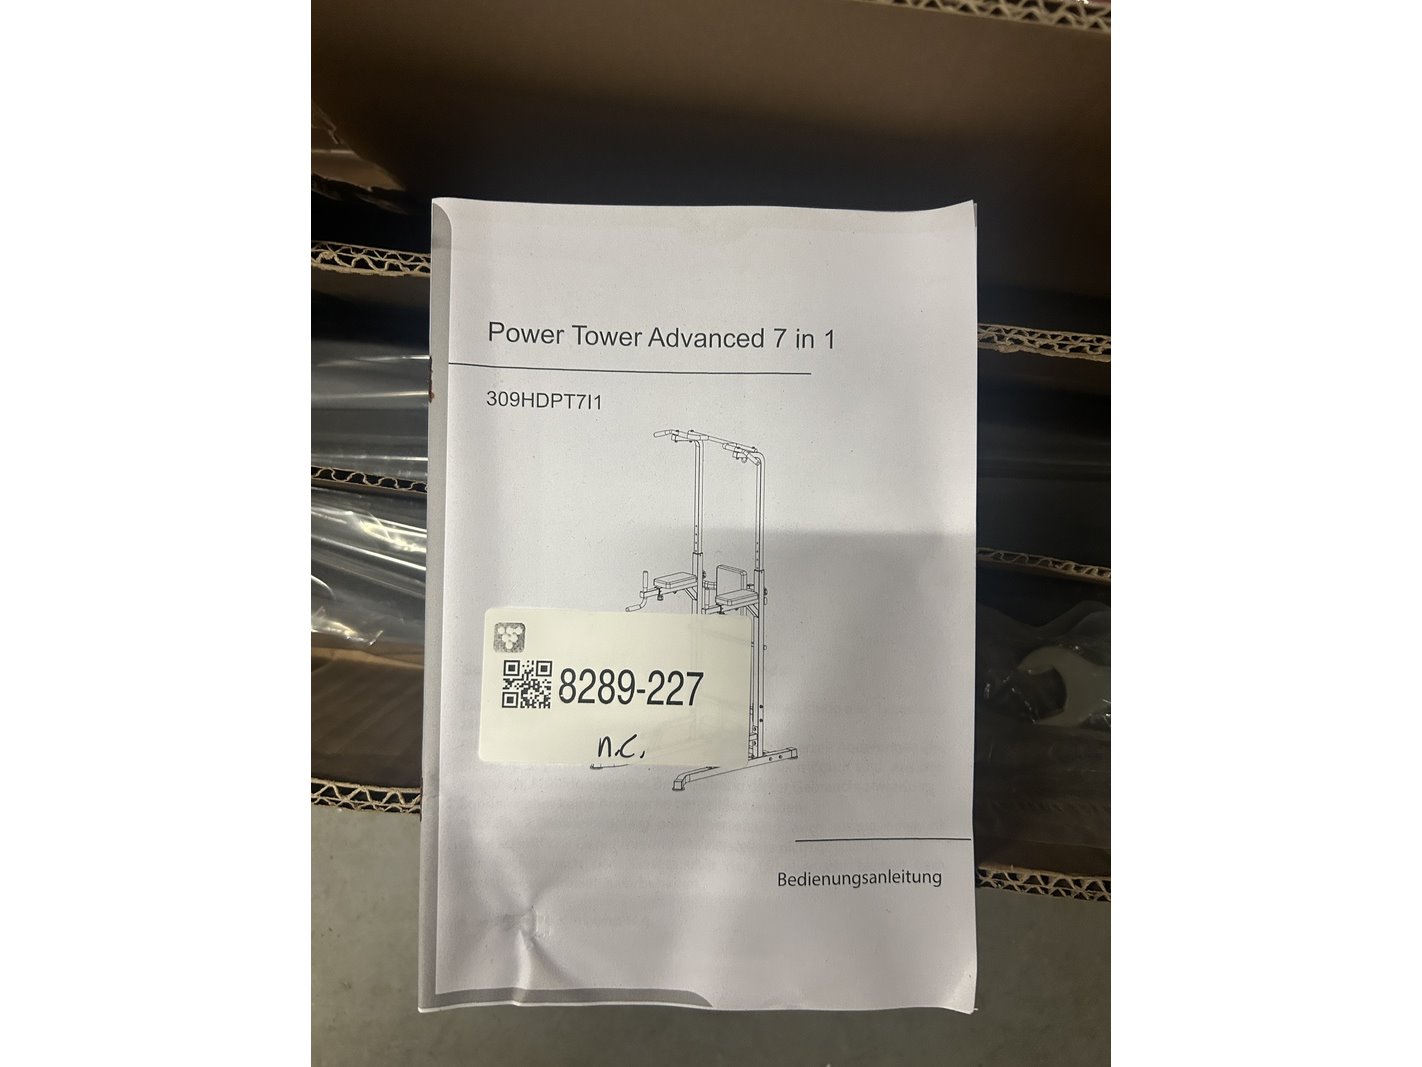 Power Tower Advanced 7 in 1
309HDPT7I1
8289-227
n.c.
Bedienungsanleitung